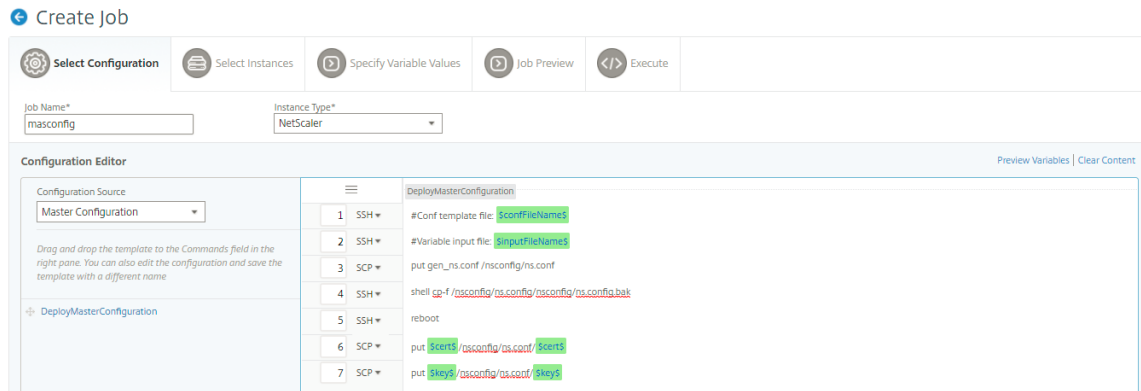 Create Job
Select Configuration
Select Instances
Specify Variable Values
Job Preview
Execute
Job Name*
Instance Type*
masconfig
NetScaler
Configuration Editor
Preview Variables | Clear Content
Configuration Source
Master Configuration
Drag and drop the template to the Commands field in the
right pane. You can also edit the configuration and save the
template with a different name
DeployMasterConfiguration
DeployMasterConfiguration
1 SSH #Conf template file: $confFileName$
2 SSH #Variable input file: $inputFileName$
3 SCP put gen_ns.conf /nsconfig/ns.conf
4 SSH shell cp-f /nsconfig/ns.config/nsconfig/ns.config.bak
5 SSH reboot
6 SCP put $cert$ /nsconfig/ns.conf/ $cert$
7 SCP put $key$ /nsconfig/ns.conf/ $key$